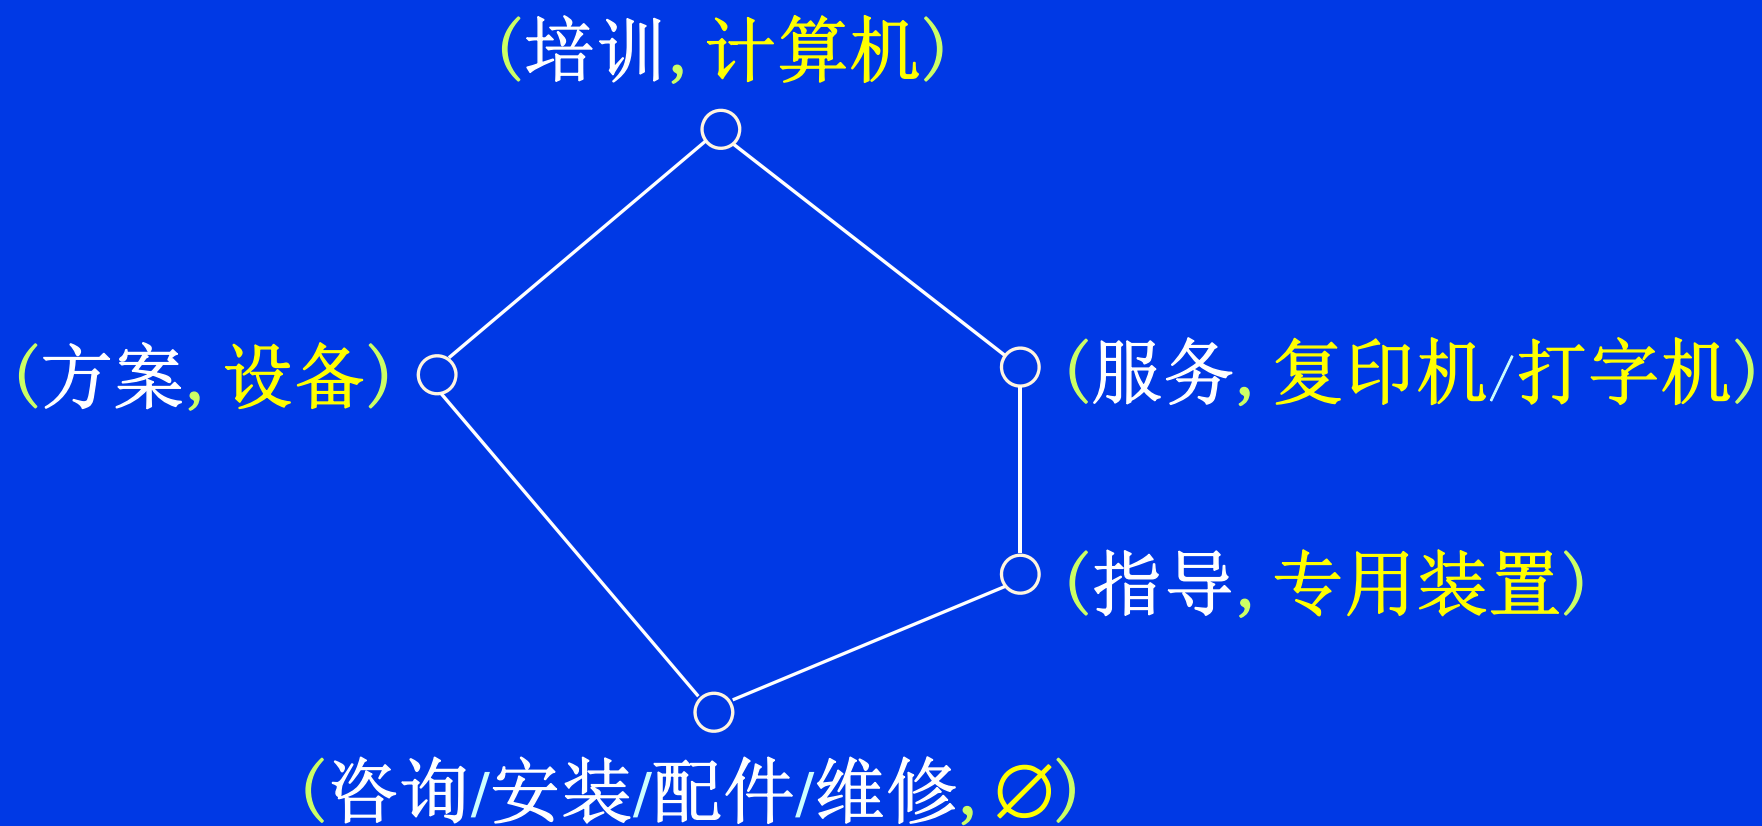 (培训, 计算机)
(方案, 设备)
(服务, 复印机/打字机)
(指导, 专用装置)
(咨询/安装/配件/维修, ∅)